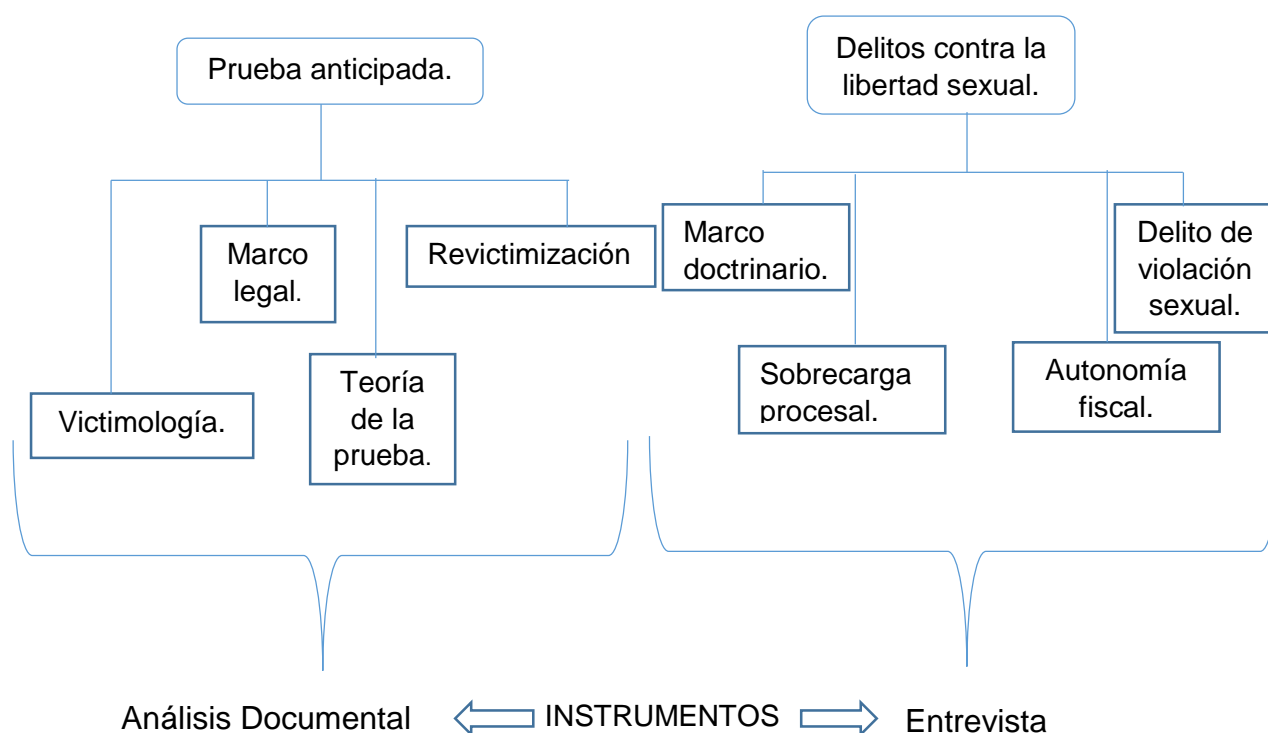 Prueba anticipada.
Delitos contra la
libertad sexual.
Victimología.
Marco
legal.
Teoría
de la
prueba.
Revictimización
Marco
doctrinario.
Sobrecarga
procesal.
Autonomía
fiscal.
Delito de
violación
sexual.
Análisis Documental
INSTRUMENTOS
Entrevista